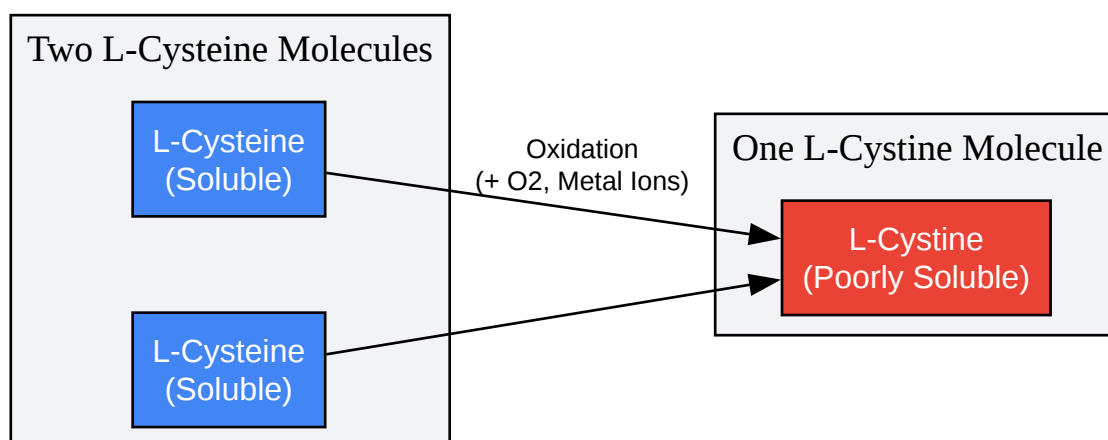 Two L-Cysteine Molecules
L-Cysteine
(Soluble)
L-Cysteine
(Soluble)
Oxidation
(+ O2, Metal Ions)
One L-Cystine Molecule
L-Cystine
(Poorly Soluble)